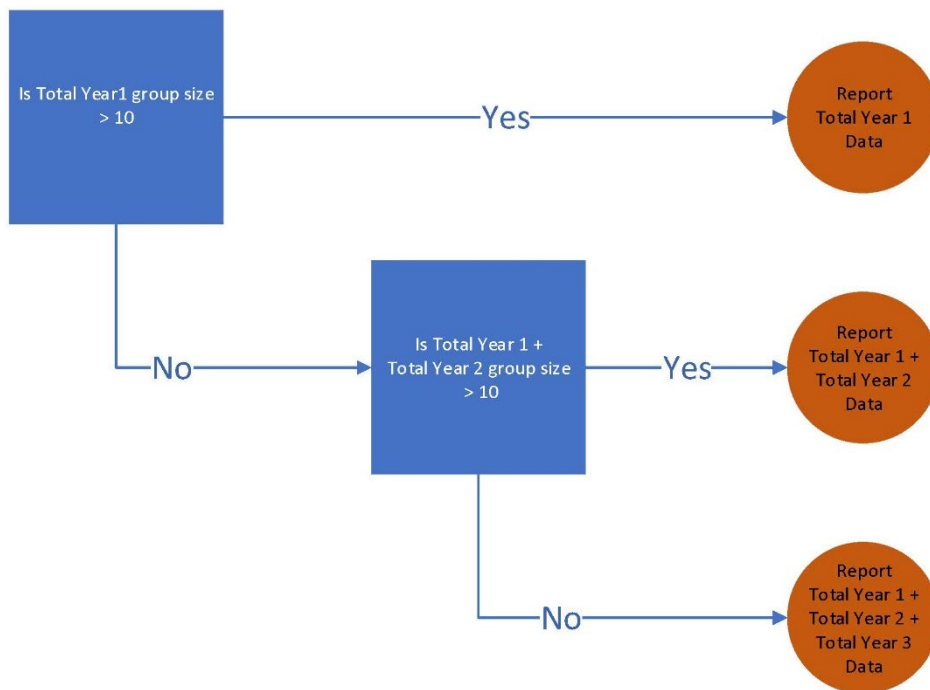 Is Total Year1 group size
> 10
Yes
Report
Total Year 1
Data
No
Is Total Year 1 +
Total Year 2 group size
> 10
Yes
Report
Total Year 1 +
Total Year 2
Data
No
Report
Total Year 1 +
Total Year 2 +
Total Year 3
Data